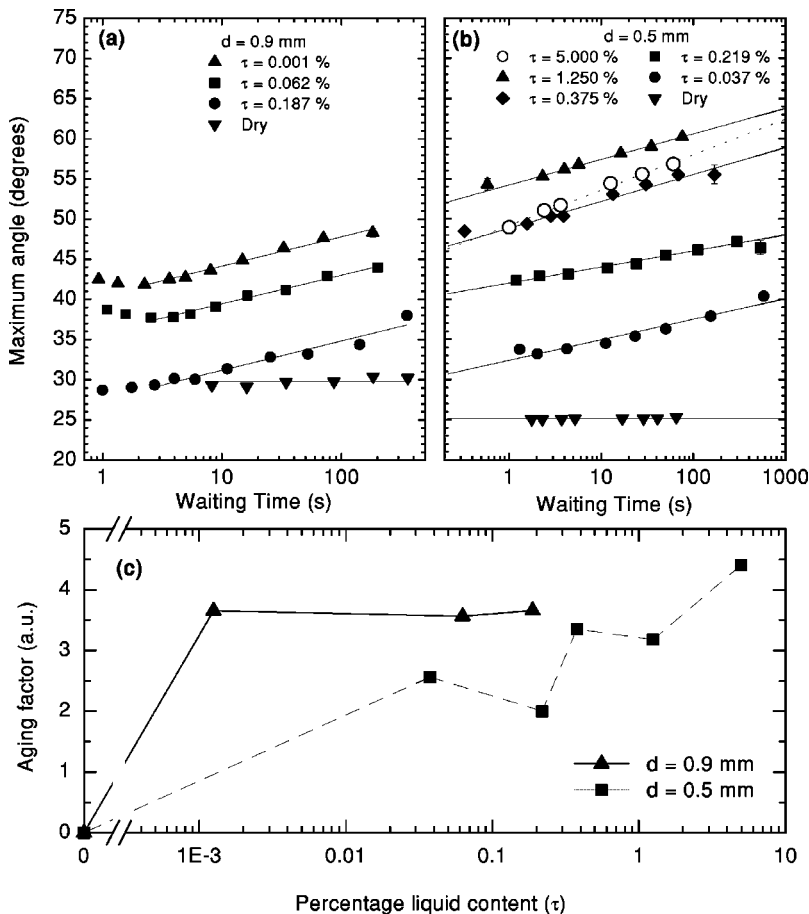 (a)
d = 0.9 mm
τ = 0.001 %
τ = 0.062 %
τ = 0.187 %
Dry
(b)
d = 0.5 mm
τ = 5.000 %
τ = 0.219 %
τ = 1.250 %
τ = 0.037 %
τ = 0.375 %
Dry
Maximum angle (degrees)
75
70
65
60
55
50
45
40
35
30
25
20
1 10 100
1 10 100 1000
Waiting Time (s)
Waiting Time (s)
(c)
Aging factor (a.u.)
5
4
3
2
1
0
d = 0.9 mm
d = 0.5 mm
0 1E-3 0.01 0.1 1 10
Percentage liquid content (τ)